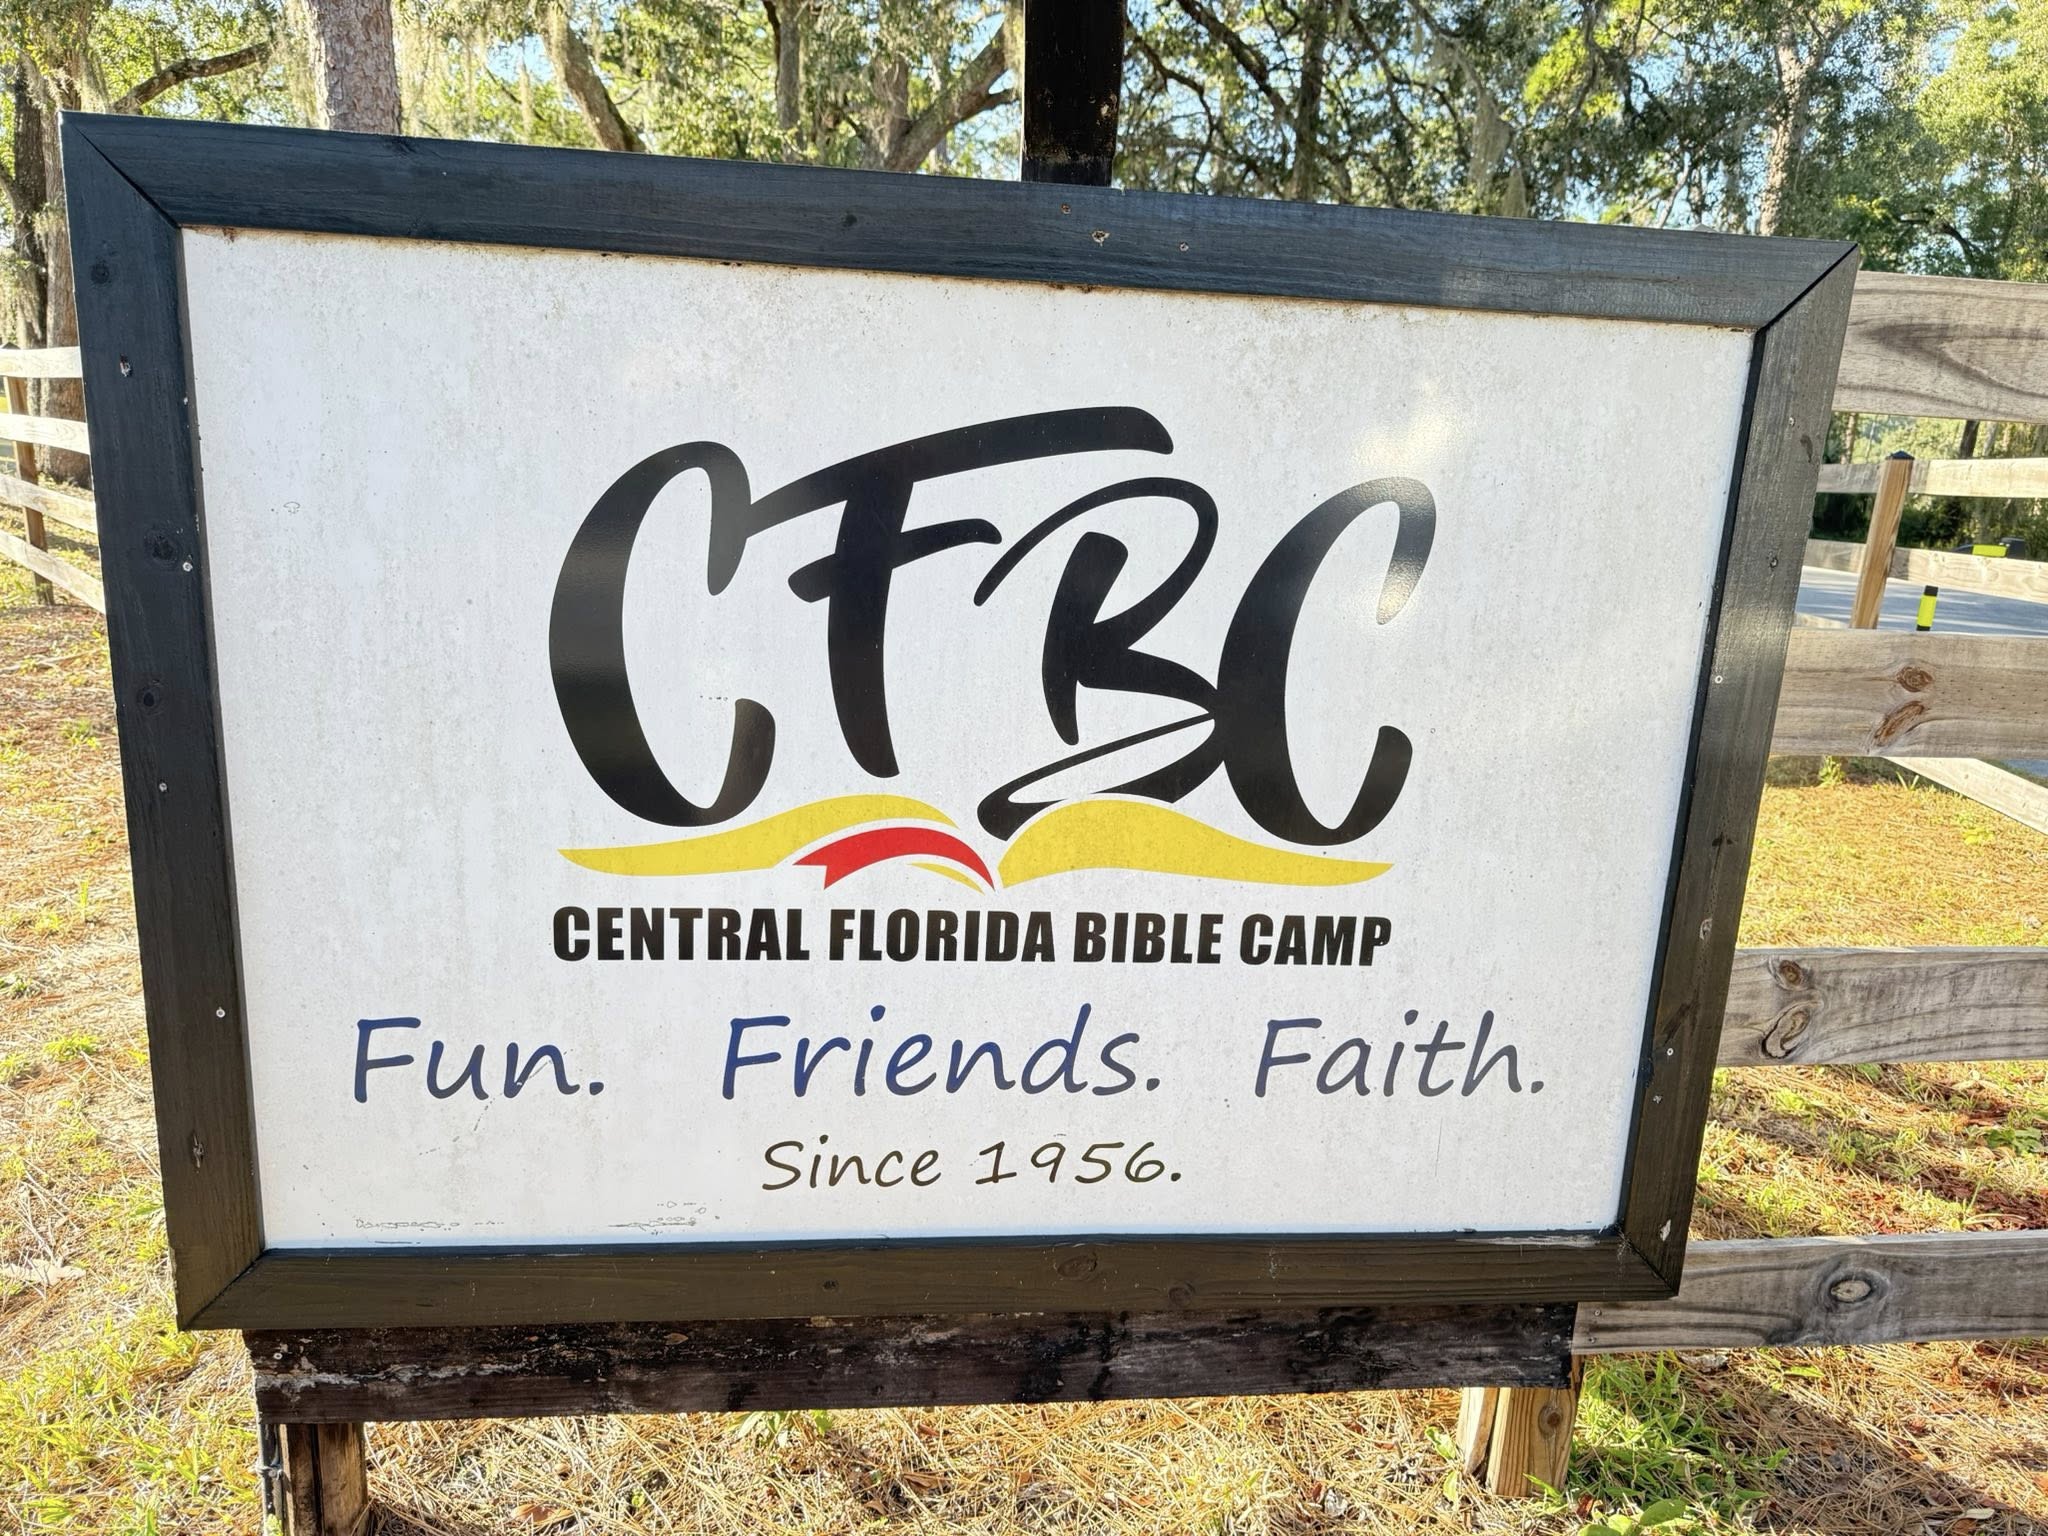 CFBC
CENTRAL FLORIDA BIBLE CAMP
Fun. Friends. Faith.
Since 1956.